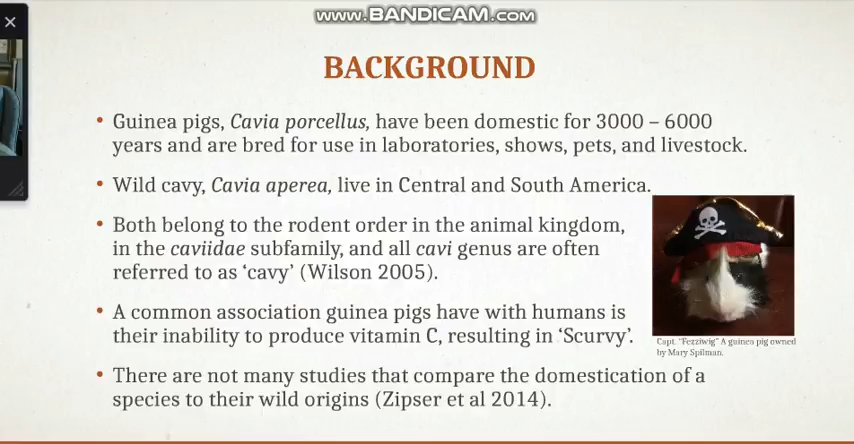 www.BANDICAM.com
BACKGROUND
• Guinea pigs, Cavia porcellus, have been domestic for 3000 – 6000
years and are bred for use in laboratories, shows, pets, and livestock.
• Wild cavy, Cavia aperea, live in Central and South America.
• Both belong to the rodent order in the animal kingdom,
in the caviidae subfamily, and all cavi genus are often
referred to as ‘cavy’ (Wilson 2005).
• A common association guinea pigs have with humans is
their inability to produce vitamin C, resulting in ‘Scurvy’.
Capt. "Fezziwig" A guinea pig owned
by Mary Spilman.
• There are not many studies that compare the domestication of a
species to their wild origins (Zipser et al 2014).